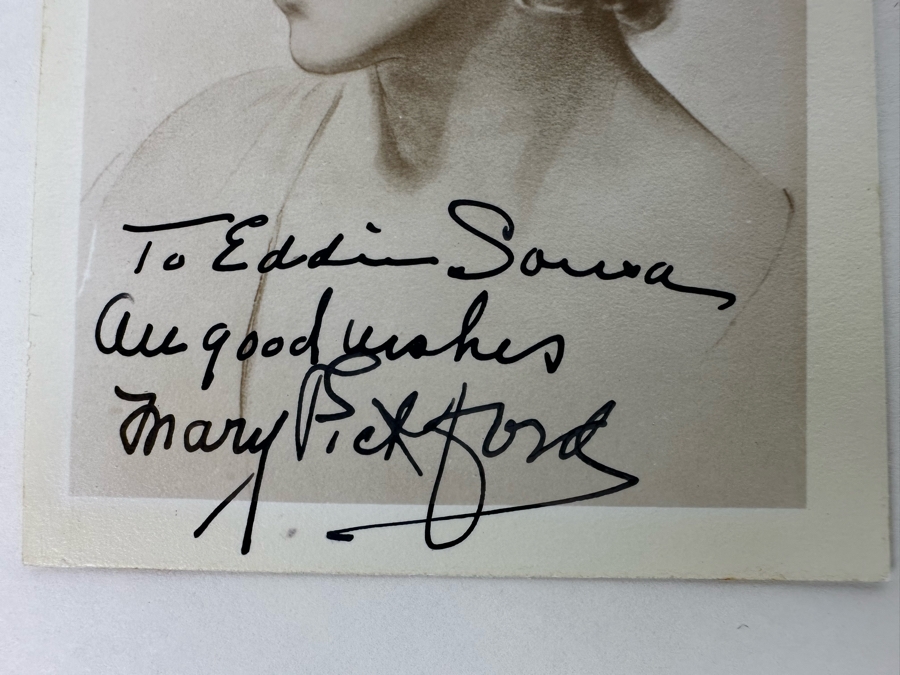 To Eddie Sousa
All good wishes
Mary Pickford